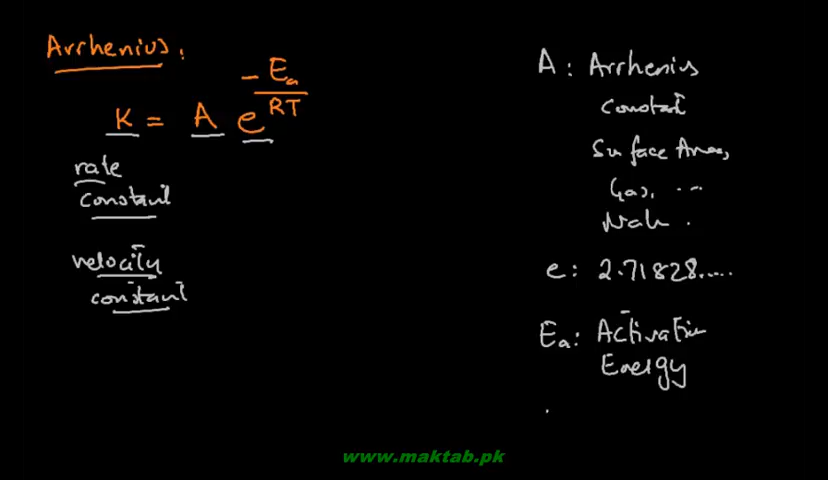 Arrhenius:
K = A e^(-Ea/RT)
rate
constant
velocity
constant
A: Arrhenius
Constant
Surface Area,
Gas, ...
e: 2.71828.....
Ea: Activation
Energy
www.maktab.pk